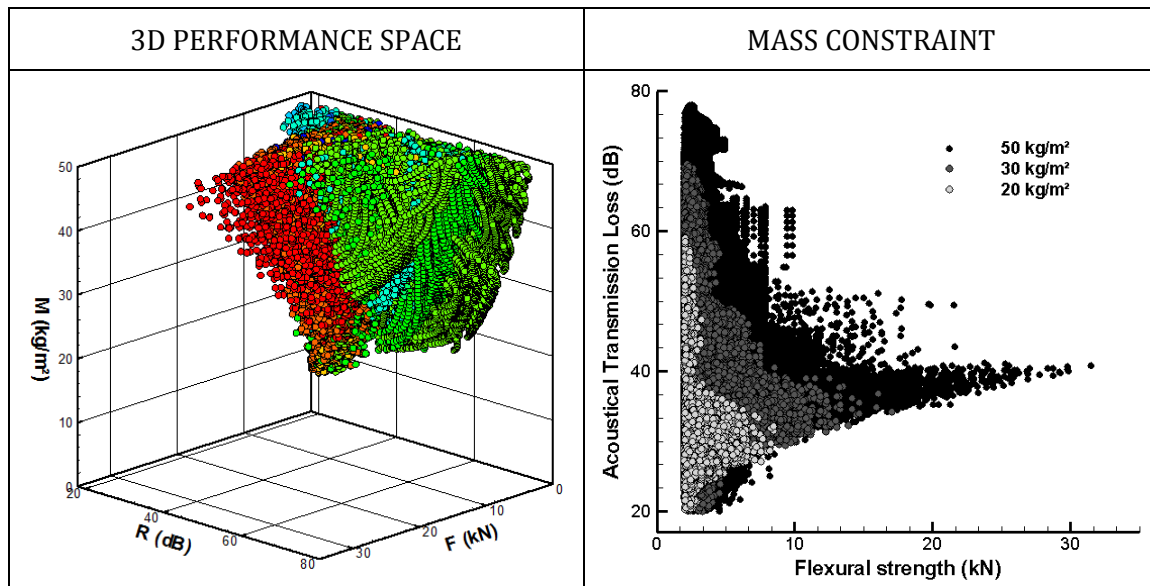 3D PERFORMANCE SPACE
MASS CONSTRAINT
50
40
30
20
10
0
M (kg/m²)
20
40
60
80
R (dB)
30
20
10
0
F (kN)
80
60
40
20
Acoustical Transmission Loss (dB)
50 kg/m²
30 kg/m²
20 kg/m²
0
10
20
30
Flexural strength (kN)